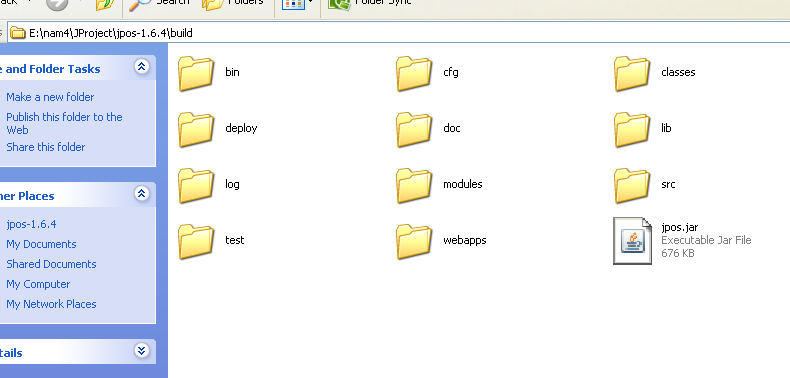 Search
Folders
Folder Sync
E:\nam4\JProject\jpos-1.6.4\build
e and Folder Tasks
Make a new folder
Publish this folder to the
Web
Share this folder
her Places
jpos-1.6.4
My Documents
Shared Documents
My Computer
My Network Places
tails
bin
cfg
classes
deploy
doc
lib
log
modules
src
test
webapps
jpos.jar
Executable Jar File
676 KB